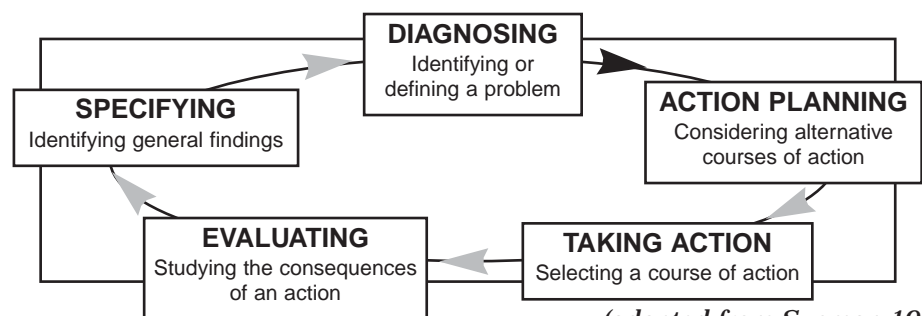 DIAGNOSING
Identifying or
defining a problem
ACTION PLANNING
Considering alternative
courses of action
TAKING ACTION
Selecting a course of action
EVALUATING
Studying the consequences
of an action
SPECIFYING
Identifying general findings